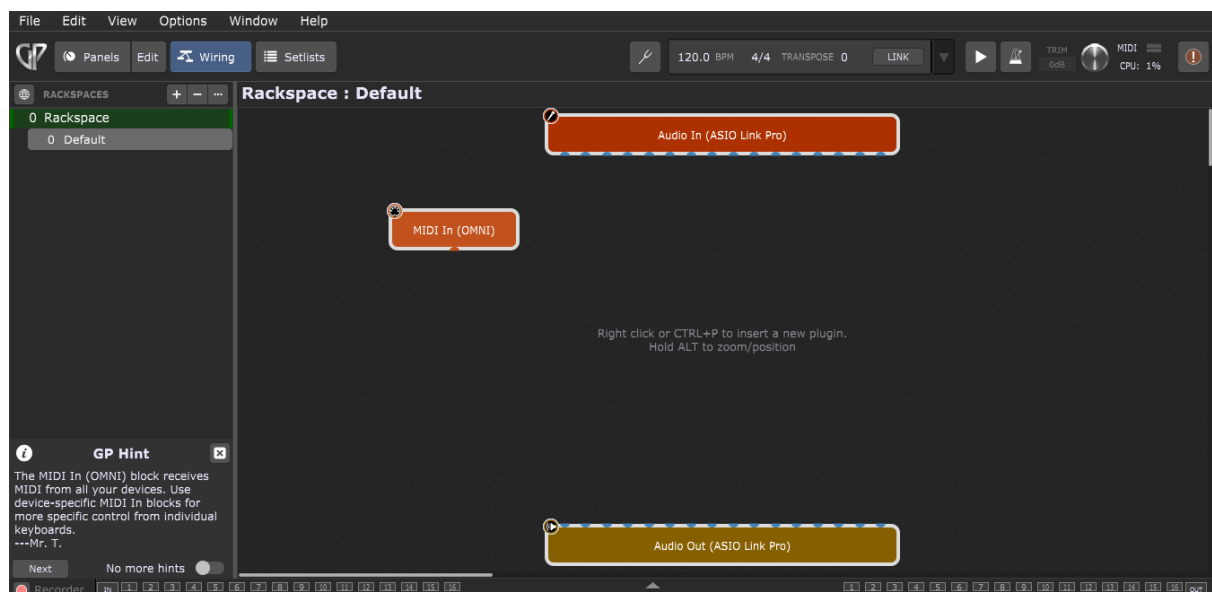 File Edit View Options Window Help
GP Panels Edit Wiring Setlists 120.0 BPM 4/4 TRANSPOSE 0 LINK TRIM 0dB MIDI CPU: 1%
RACKSPACES + − ···
0 Rackspace
0 Default
Rackspace : Default
Audio In (ASIO Link Pro)
MIDI In (OMNI)
Right click or CTRL+P to insert a new plugin.
Hold ALT to zoom/position
Audio Out (ASIO Link Pro)
GP Hint
The MIDI In (OMNI) block receives
MIDI from all your devices. Use
device-specific MIDI In blocks for
more specific control from individual
keyboards.
---Mr. T.
Next No more hints
Recorder IN 1 2 3 4 5 6 7 8 9 10 11 12 13 14 15 16 1 2 3 4 5 6 7 8 9 10 11 12 13 14 15 16 OUT